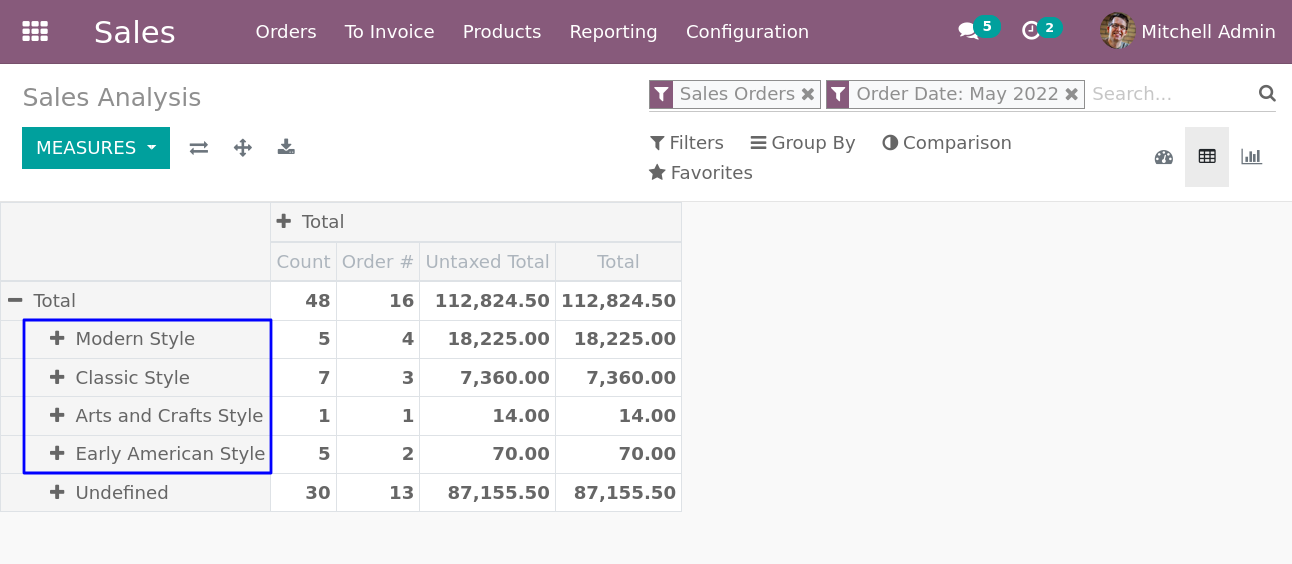 Sales Orders To Invoice Products Reporting Configuration 5 2 Mitchell Admin
Sales Analysis Sales Orders Order Date: May 2022 Search...
MEASURES Filters Group By Comparison
Favorites
Total
Count Order # Untaxed Total Total
Total 48 16 112,824.50 112,824.50
Modern Style 5 4 18,225.00 18,225.00
Classic Style 7 3 7,360.00 7,360.00
Arts and Crafts Style 1 1 14.00 14.00
Early American Style 5 2 70.00 70.00
Undefined 30 13 87,155.50 87,155.50